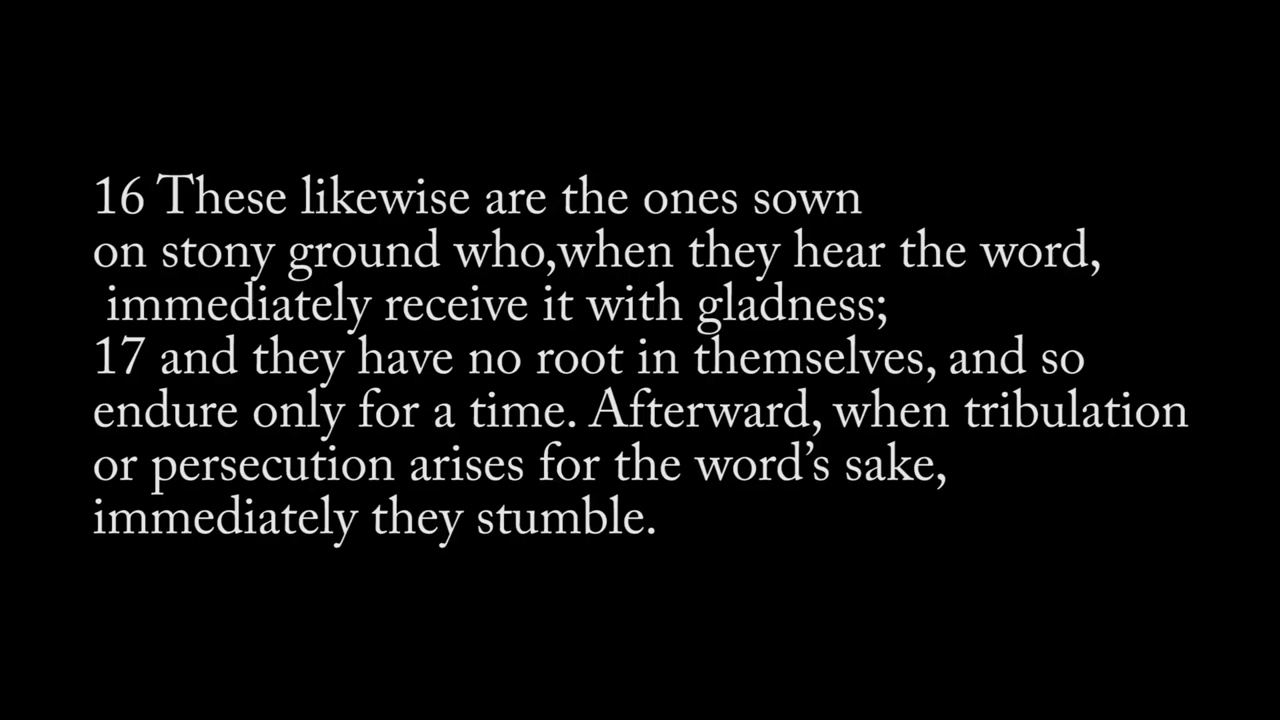 16 These likewise are the ones sown
on stony ground who,when they hear the word,
immediately receive it with gladness;
17 and they have no root in themselves, and so
endure only for a time. Afterward, when tribulation
or persecution arises for the word’s sake,
immediately they stumble.